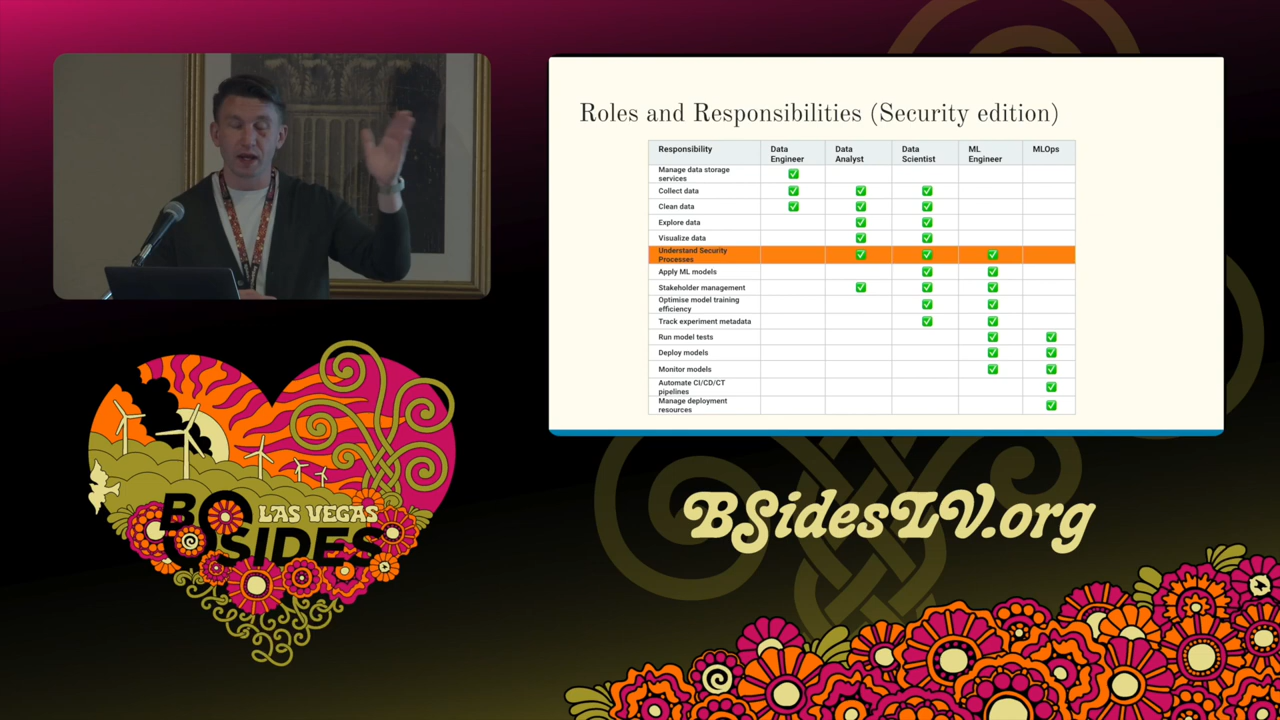 Roles and Responsibilities (Security edition)
Responsibility Data Engineer Data Analyst Data Scientist ML Engineer MLOps
Manage data storage services ✅
Collect data ✅ ✅ ✅
Clean data ✅ ✅ ✅
Explore data ✅ ✅
Visualize data ✅ ✅
Understand Security Processes ✅ ✅ ✅
Apply ML models ✅ ✅
Stakeholder management ✅ ✅ ✅
Optimise model training efficiency ✅ ✅
Track experiment metadata ✅ ✅
Run model tests ✅ ✅
Deploy models ✅ ✅
Monitor models ✅ ✅
Automate CI/CD/CT pipelines ✅
Manage deployment resources ✅
BSIDES
LAS VEGAS
BSidesLV.org